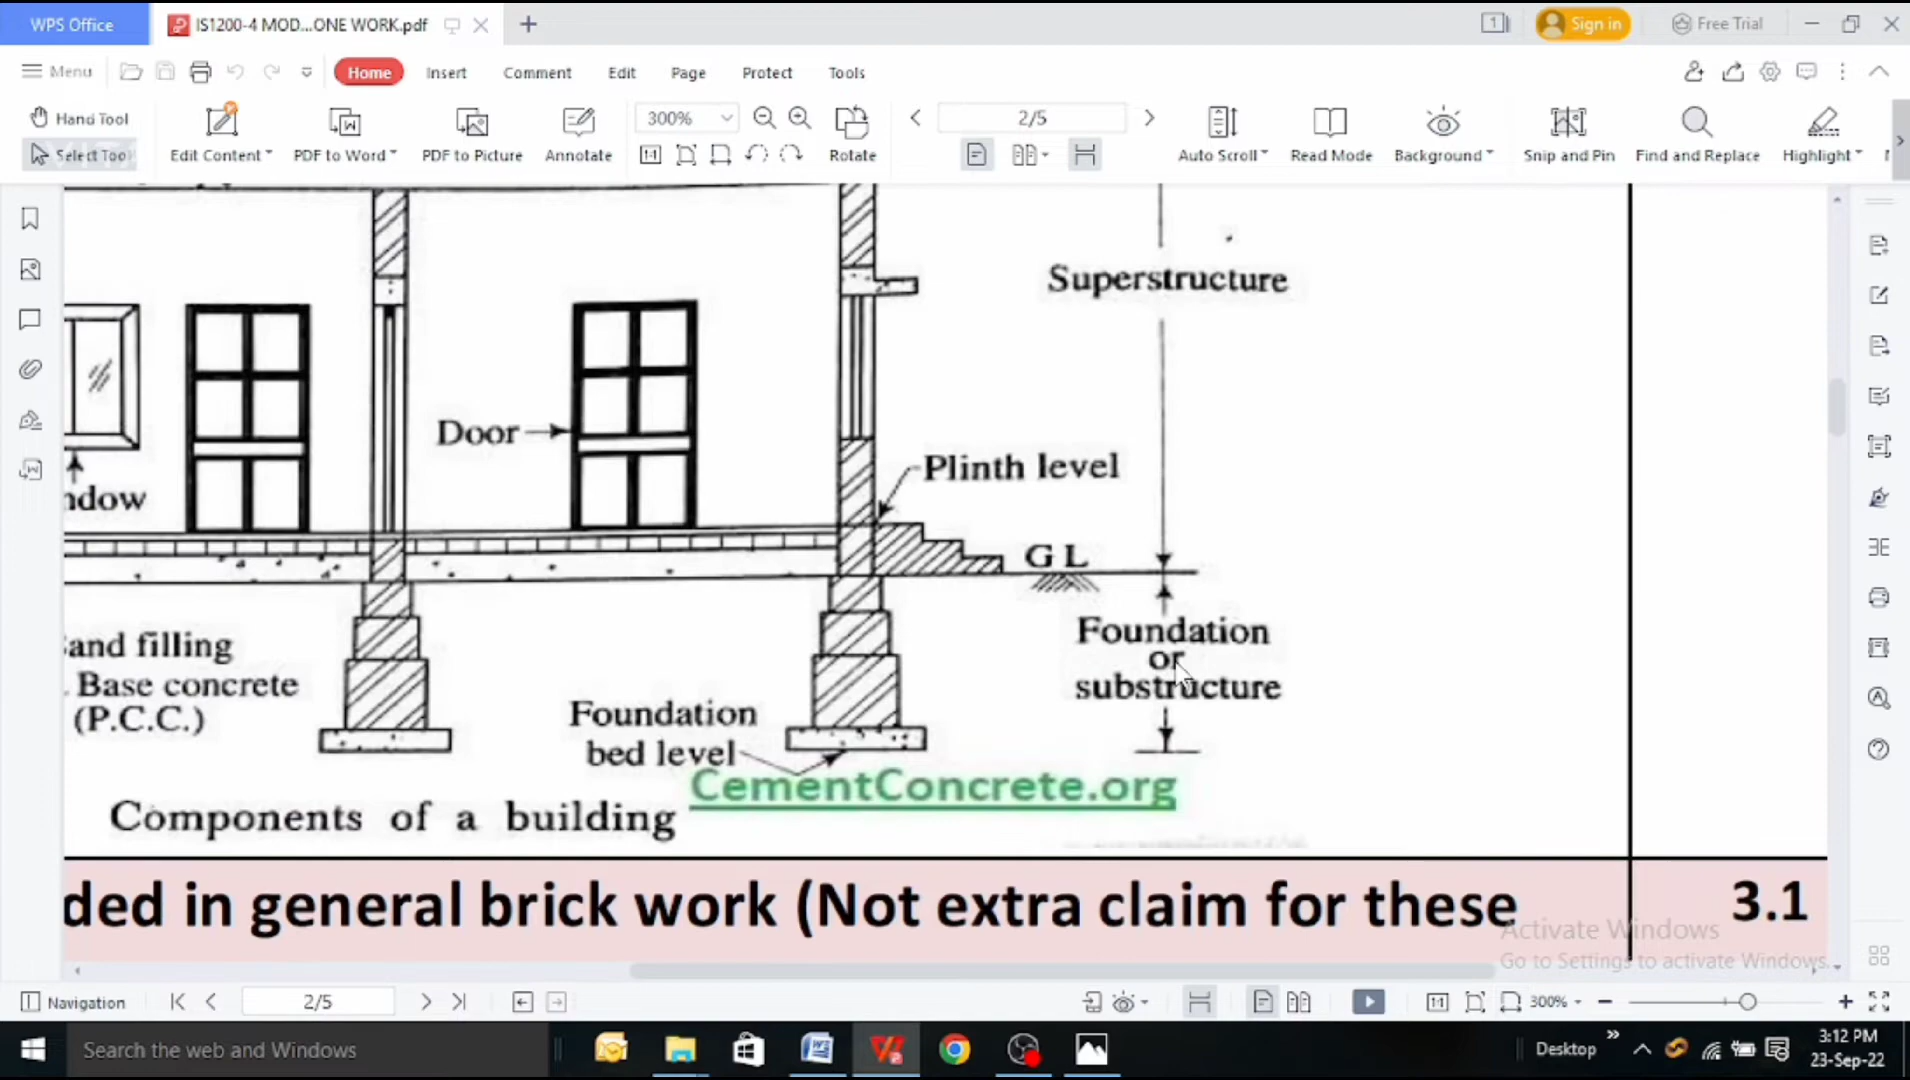 WPS Office
IS1200-4 MOD...ONE WORK.pdf
1
Sign in
Free Trial
Menu
Home
Insert
Comment
Edit
Page
Protect
Tools
Hand Tool
Select Tool
Edit Content
PDF to Word
PDF to Picture
Annotate
300%
Rotate
2/5
Auto Scroll
Read Mode
Background
Snip and Pin
Find and Replace
Highlight
Superstructure
Door
Plinth level
ndow
G L
Foundation
or
substructure
and filling
Base concrete
(P.C.C.)
Foundation
bed level
CementConcrete.org
Components of a building
ded in general brick work (Not extra claim for these
3.1
Activate Windows
Go to Settings to activate Windows.
Navigation
2/5
300%
Search the web and Windows
Desktop
3:12 PM
23-Sep-22